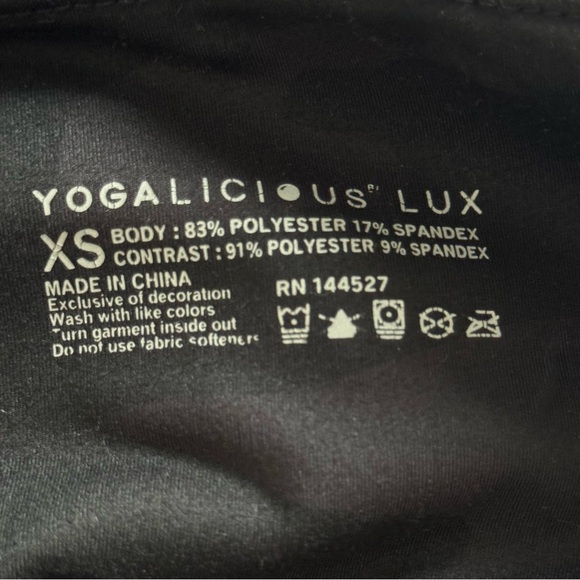 YOGALICIOUS LUX
XS
BODY : 83% POLYESTER 17% SPANDEX
CONTRAST : 91% POLYESTER 9% SPANDEX
MADE IN CHINA
Exclusive of decoration
Wash with like colors
Turn garment inside out
Do not use fabric softeners
RN 144527